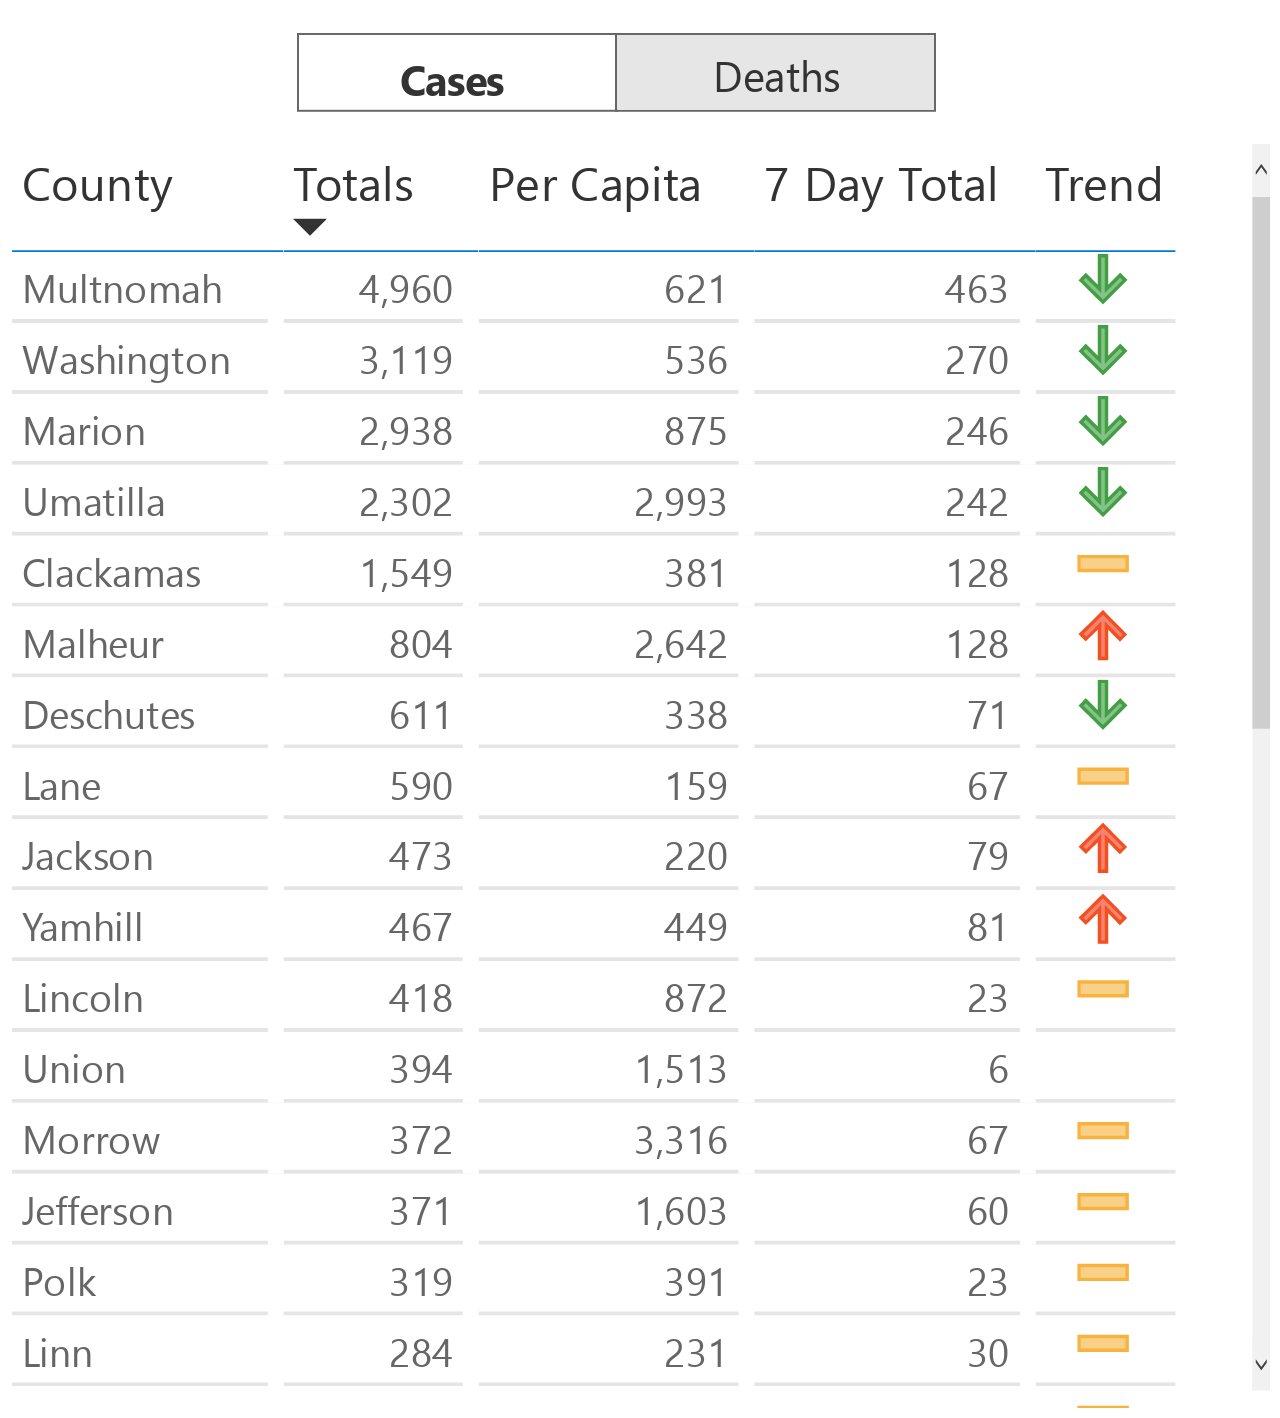 Cases Deaths
County Totals Per Capita 7 Day Total Trend
Multnomah 4,960 621 463
Washington 3,119 536 270
Marion 2,938 875 246
Umatilla 2,302 2,993 242
Clackamas 1,549 381 128
Malheur 804 2,642 128
Deschutes 611 338 71
Lane 590 159 67
Jackson 473 220 79
Yamhill 467 449 81
Lincoln 418 872 23
Union 394 1,513 6
Morrow 372 3,316 67
Jefferson 371 1,603 60
Polk 319 391 23
Linn 284 231 30